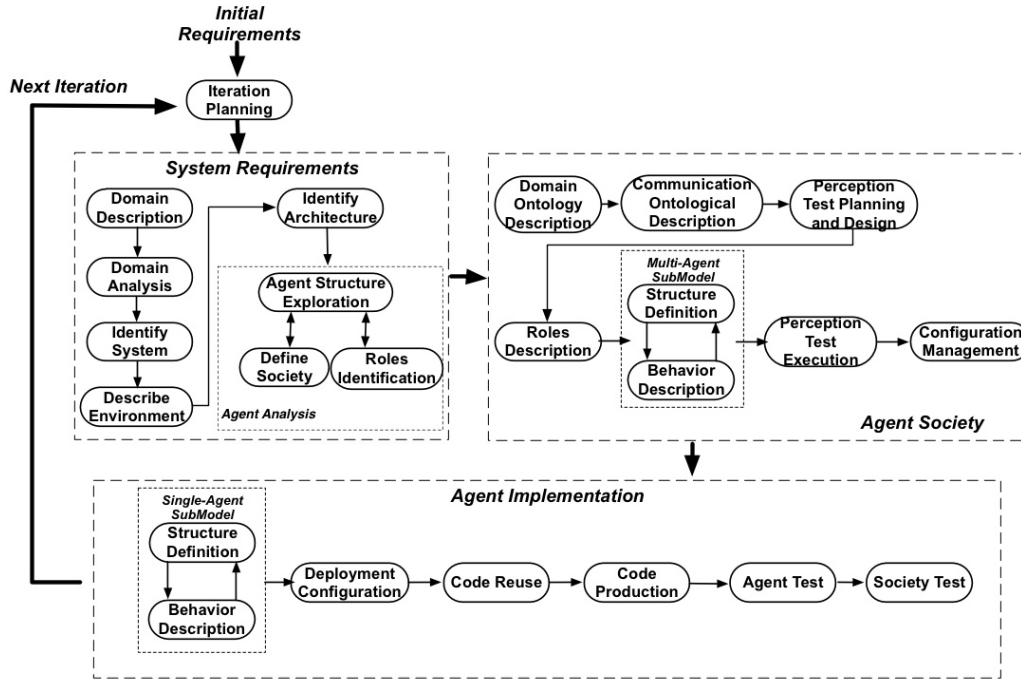 Initial
Requirements
Next Iteration
Iteration
Planning
System Requirements
Domain
Description
Identify
Architecture
Domain
Analysis
Agent Structure
Exploration
Identify
System
Define
Society
Roles
Identification
Describe
Environment
Agent Analysis
Domain
Ontology
Description
Communication
Ontological
Description
Perception
Test Planning
and Design
Multi-Agent
SubModel
Structure
Definition
Roles
Description
Behavior
Description
Perception
Test
Execution
Configuration
Management
Agent Society
Agent Implementation
Single-Agent
SubModel
Structure
Definition
Behavior
Description
Deployment
Configuration
Code Reuse
Code
Production
Agent Test
Society Test